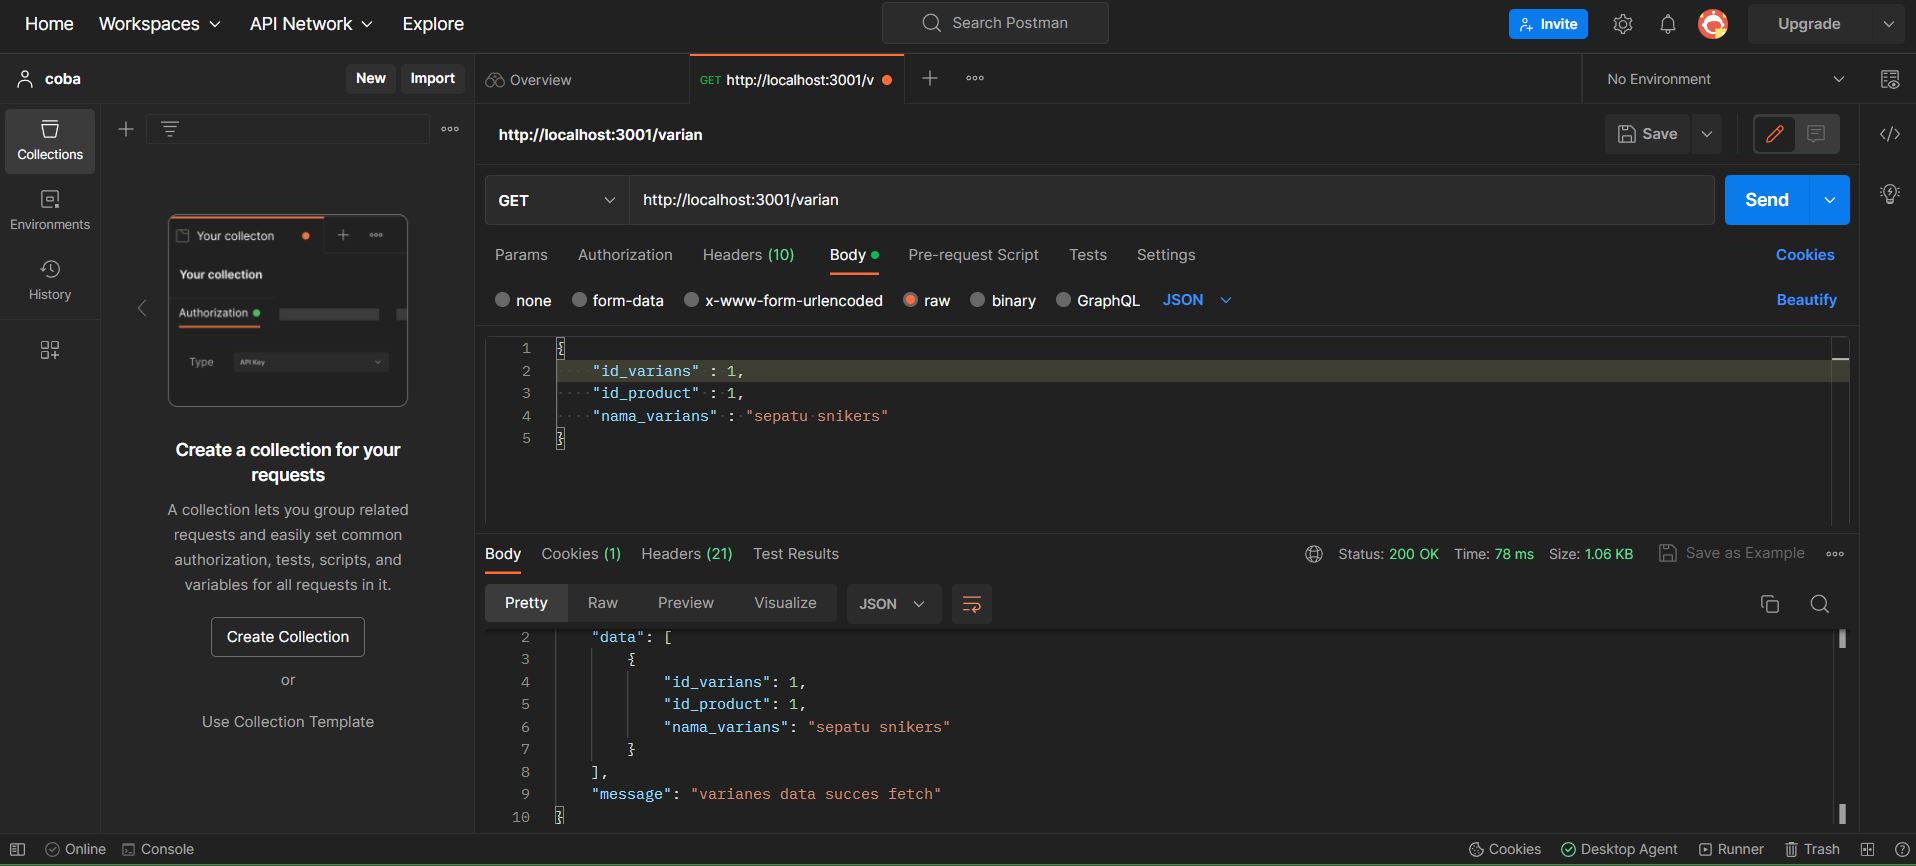 Home Workspaces API Network Explore Search Postman Invite Upgrade
coba New Import Overview GET http://localhost:3001/v No Environment
http://localhost:3001/varian Save
Collections
GET http://localhost:3001/varian Send
Environments
Params Authorization Headers (10) Body Pre-request Script Tests Settings Cookies
History
none form-data x-www-form-urlencoded raw binary GraphQL JSON Beautify
Your collecton
Your collection
Authorization
Type API Key
1 {
2 "id_varians" : 1,
3 "id_product" : 1,
4 "nama_varians" : "sepatu snikers"
5 }
Create a collection for your
requests
A collection lets you group related
requests and easily set common
authorization, tests, scripts, and
variables for all requests in it.
Create Collection
or
Use Collection Template
Body Cookies (1) Headers (21) Test Results Status: 200 OK Time: 78 ms Size: 1.06 KB Save as Example
Pretty Raw Preview Visualize JSON
2 "data": [
3 {
4 "id_varians": 1,
5 "id_product": 1,
6 "nama_varians": "sepatu snikers"
7 }
8 ],
9 "message": "varianes data succes fetch"
10 }
Online Console Cookies Desktop Agent Runner Trash